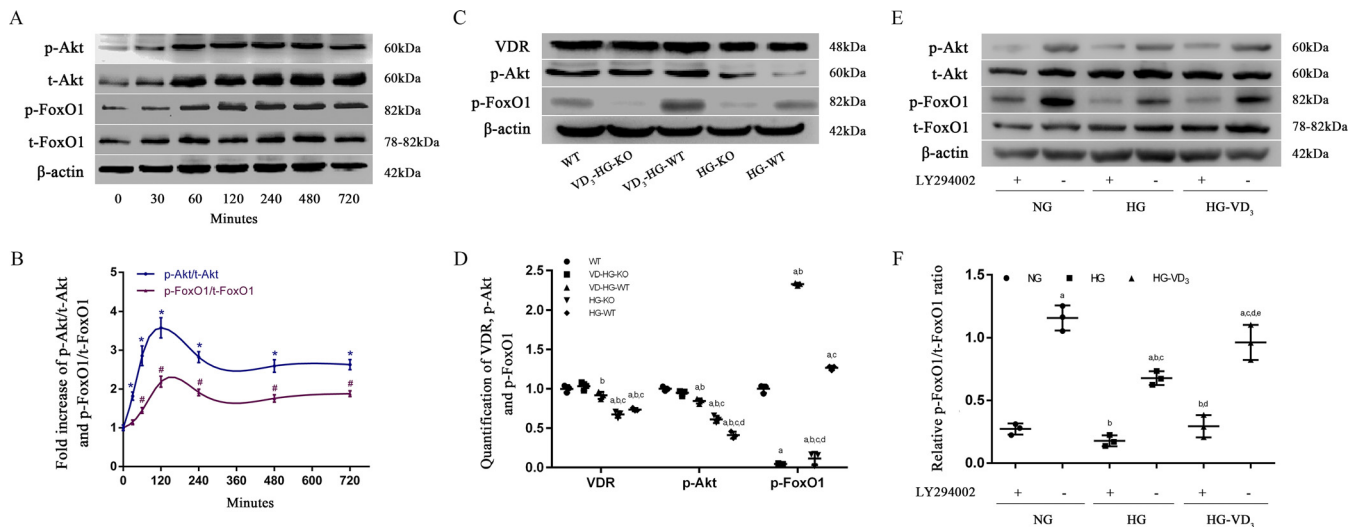 A
p-Akt 60kDa
t-Akt 60kDa
p-FoxO1 82kDa
t-FoxO1 78-82kDa
β-actin 42kDa
0 30 60 120 240 480 720
Minutes
B
Fold increase of p-Akt/t-Akt
and p-FoxO1/t-FoxO1
p-Akt/t-Akt
p-FoxO1/t-FoxO1
5
4
3
2
1
0
* * * * * *
# # # # #
0 120 240 360 480 600 720
Minutes
C
VDR 48kDa
p-Akt 60kDa
p-FoxO1 82kDa
β-actin 42kDa
WT VD3-HG-KO VD3-HG-WT HG-KO HG-WT
D
Quantification of VDR, p-Akt
and p-FoxO1
WT
VD-HG-KO
VD-HG-WT
HG-KO
HG-WT
2.5
2.0
1.5
1.0
0.5
0.0
b a,b,c a,b,c
a,b a,b,c a,b,c,d
a a,b a,b,c,d a,c
VDR p-Akt p-FoxO1
E
p-Akt 60kDa
t-Akt 60kDa
p-FoxO1 82kDa
t-FoxO1 78-82kDa
β-actin 42kDa
LY294002 + - + - + -
NG HG HG-VD3
F
Relative p-FoxO1/t-FoxO1 ratio
NG HG HG-VD3
1.5
1.0
0.5
0.0
a b a,b,c b,d a,c,d,e
LY294002 + - + - + -
NG HG HG-VD3